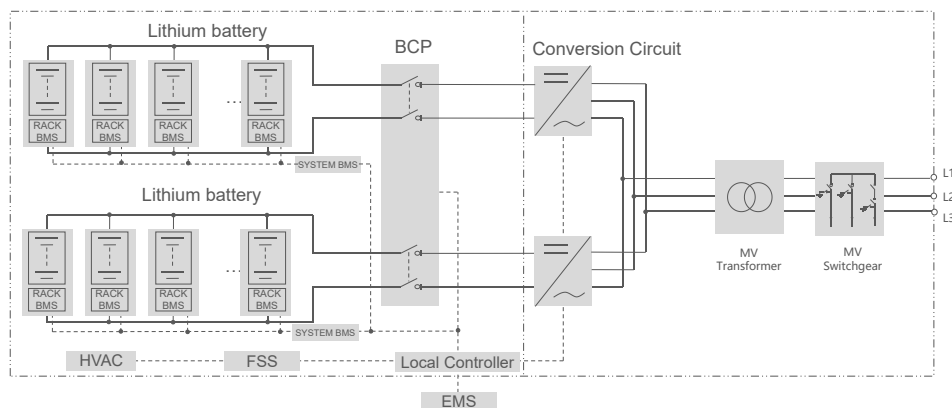 Lithium battery
BCP
Conversion Circuit
RACK
BMS
RACK
BMS
RACK
BMS
...
RACK
BMS
SYSTEM BMS
Lithium battery
RACK
BMS
RACK
BMS
RACK
BMS
...
RACK
BMS
SYSTEM BMS
L1
L2
L3
MV
Transformer
MV
Switchgear
HVAC
FSS
Local Controller
EMS